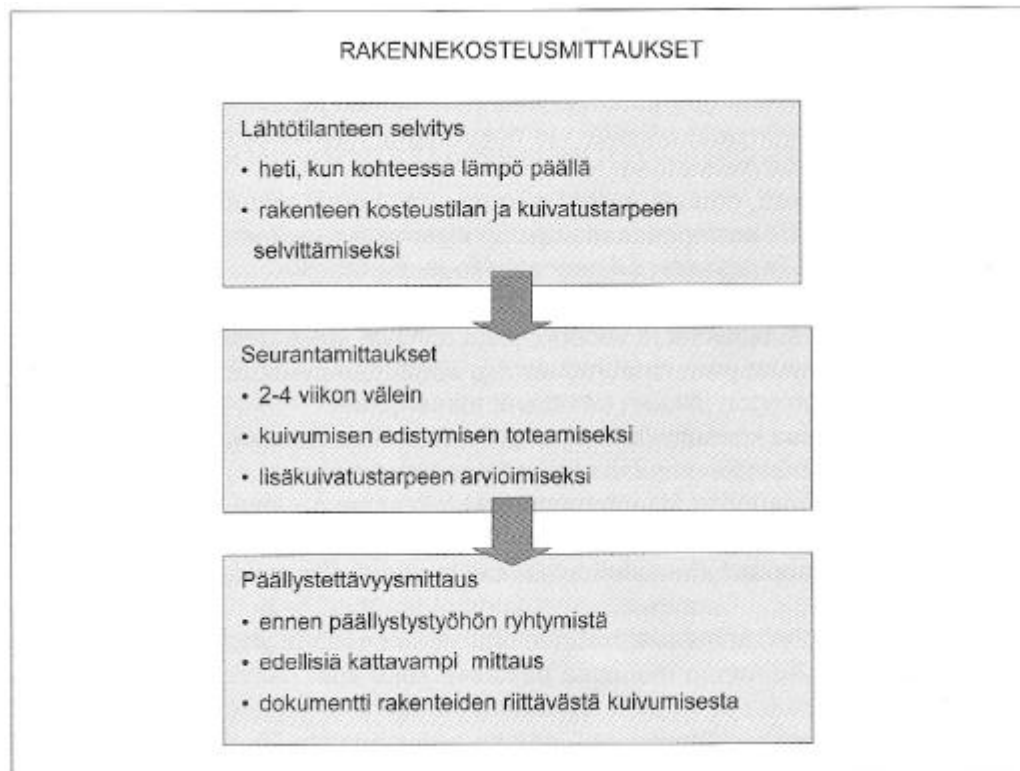 RAKENNEKOSTEUSMITTAUKSET
Lähtötilanteen selvitys
• heti, kun kohteessa lämpö päällä
• rakenteen kosteustilan ja kuivatustarpeen
selvittämiseksi
Seurantamittaukset
• 2-4 viikon välein
• kuivumisen edistymisen toteamiseksi
• lisäkuivatustarpeen arvioimiseksi
Päällystettävyysmittaus
• ennen päällystystyöhön ryhtymistä
• edellisiä kattavampi mittaus
• dokumentti rakenteiden riittävästä kuivumisesta